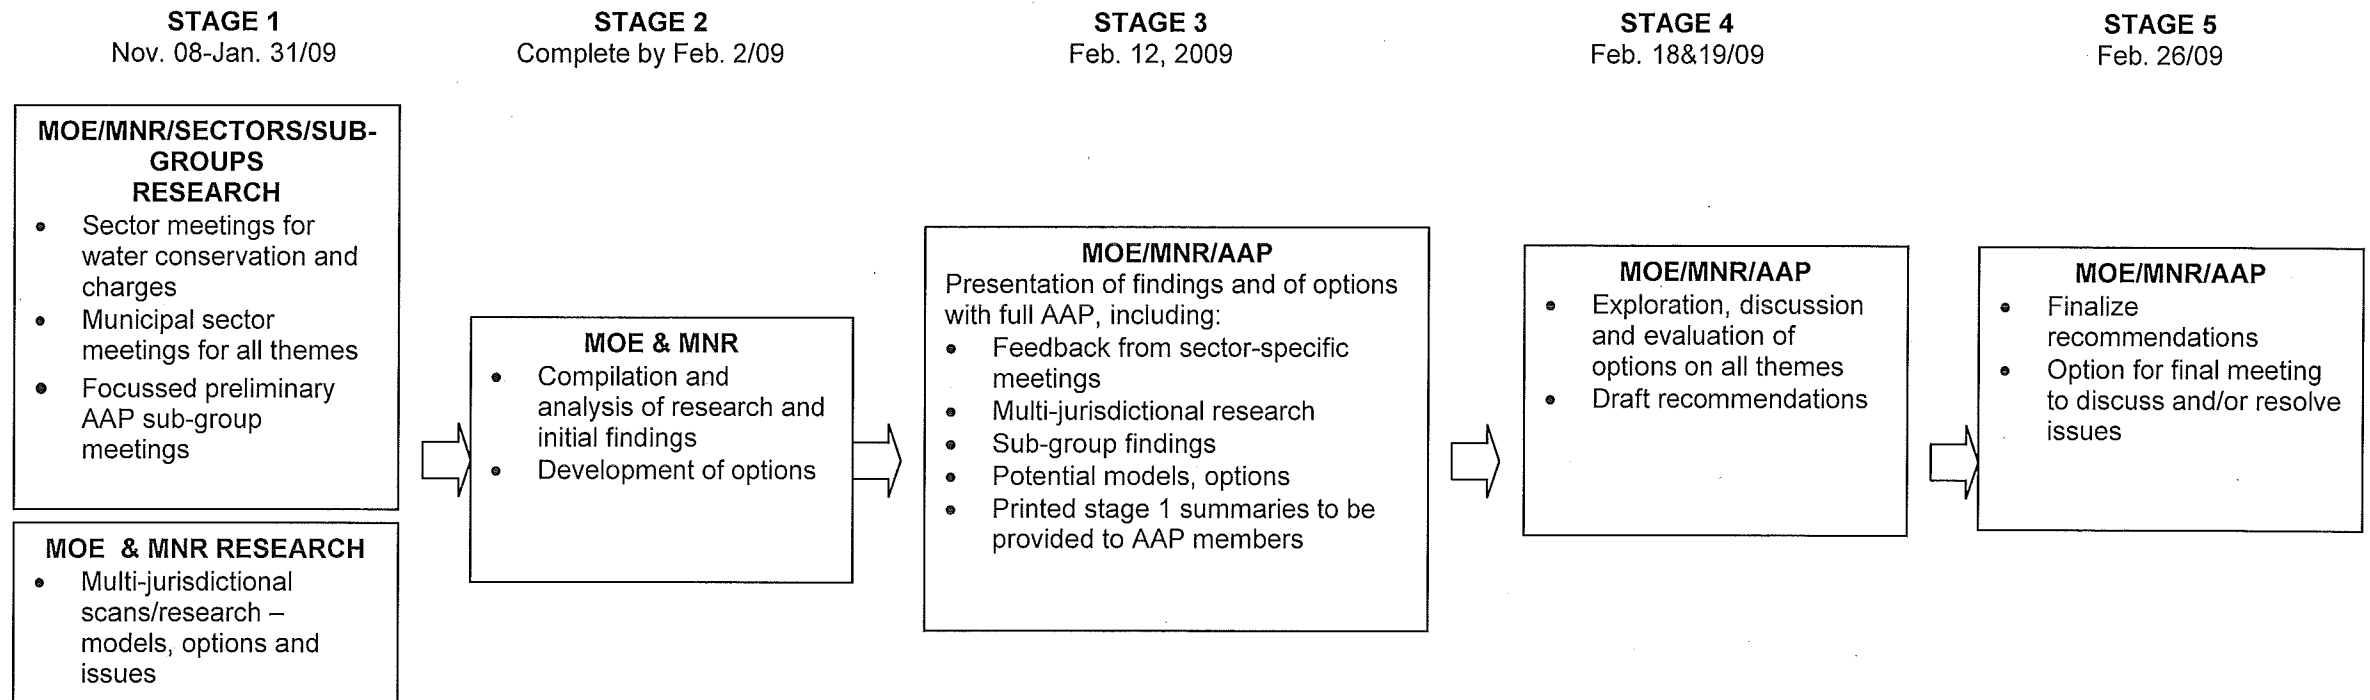 STAGE 1
Nov. 08-Jan. 31/09
STAGE 2
Complete by Feb. 2/09
STAGE 3
Feb. 12, 2009
STAGE 4
Feb. 18&19/09
STAGE 5
Feb. 26/09
MOE/MNR/SECTORS/SUB-
GROUPS
RESEARCH
• Sector meetings for
water conservation and
charges
• Municipal sector
meetings for all themes
• Focussed preliminary
AAP sub-group
meetings
MOE & MNR RESEARCH
• Multi-jurisdictional
scans/research –
models, options and
issues
MOE & MNR
• Compilation and
analysis of research and
initial findings
• Development of options
MOE/MNR/AAP
Presentation of findings and of options
with full AAP, including:
• Feedback from sector-specific
meetings
• Multi-jurisdictional research
• Sub-group findings
• Potential models, options
• Printed stage 1 summaries to be
provided to AAP members
MOE/MNR/AAP
• Exploration, discussion
and evaluation of
options on all themes
• Draft recommendations
MOE/MNR/AAP
• Finalize
recommendations
• Option for final meeting
to discuss and/or resolve
issues